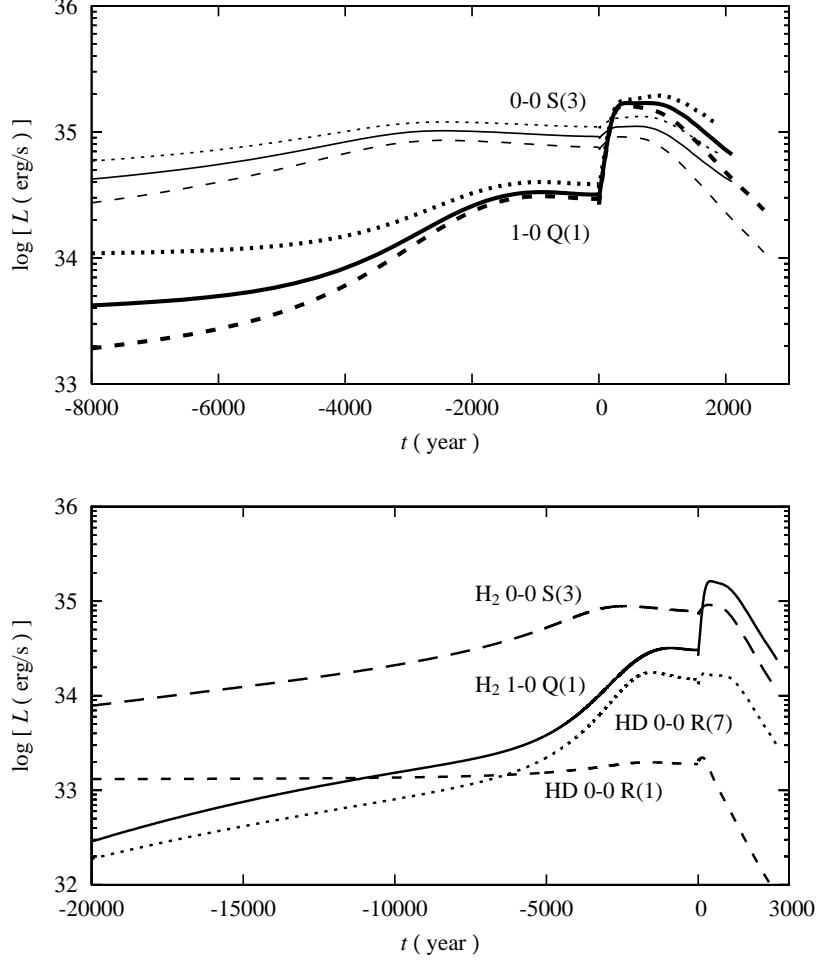 36
35
34
33
log [ L ( erg/s ) ]
0-0 S(3)
1-0 Q(1)
-8000 -6000 -4000 -2000 0 2000
t ( year )
36
35
34
33
32
log [ L ( erg/s ) ]
H2 0-0 S(3)
H2 1-0 Q(1)
HD 0-0 R(7)
HD 0-0 R(1)
-20000 -15000 -10000 -5000 0 3000
t ( year )